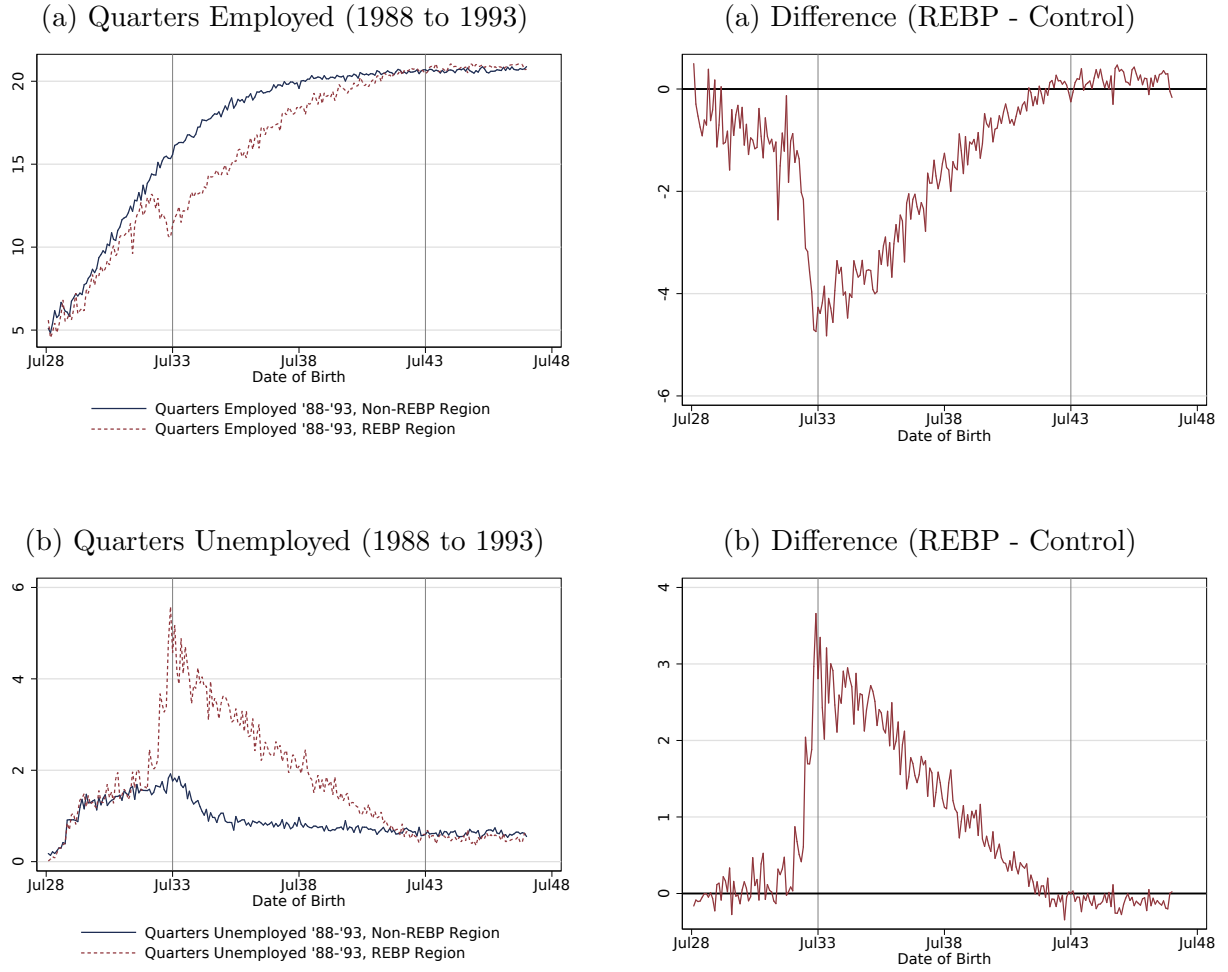 (a) Quarters Employed (1988 to 1993)
20
15
10
5
Jul28 Jul33 Jul38 Jul43 Jul48
Date of Birth
Quarters Employed '88-'93, Non-REBP Region
Quarters Employed '88-'93, REBP Region
(a) Difference (REBP - Control)
0
-2
-4
-6
Jul28 Jul33 Jul38 Jul43 Jul48
Date of Birth
(b) Quarters Unemployed (1988 to 1993)
6
4
2
0
Jul28 Jul33 Jul38 Jul43 Jul48
Date of Birth
Quarters Unemployed '88-'93, Non-REBP Region
Quarters Unemployed '88-'93, REBP Region
(b) Difference (REBP - Control)
4
3
2
1
0
Jul28 Jul33 Jul38 Jul43 Jul48
Date of Birth